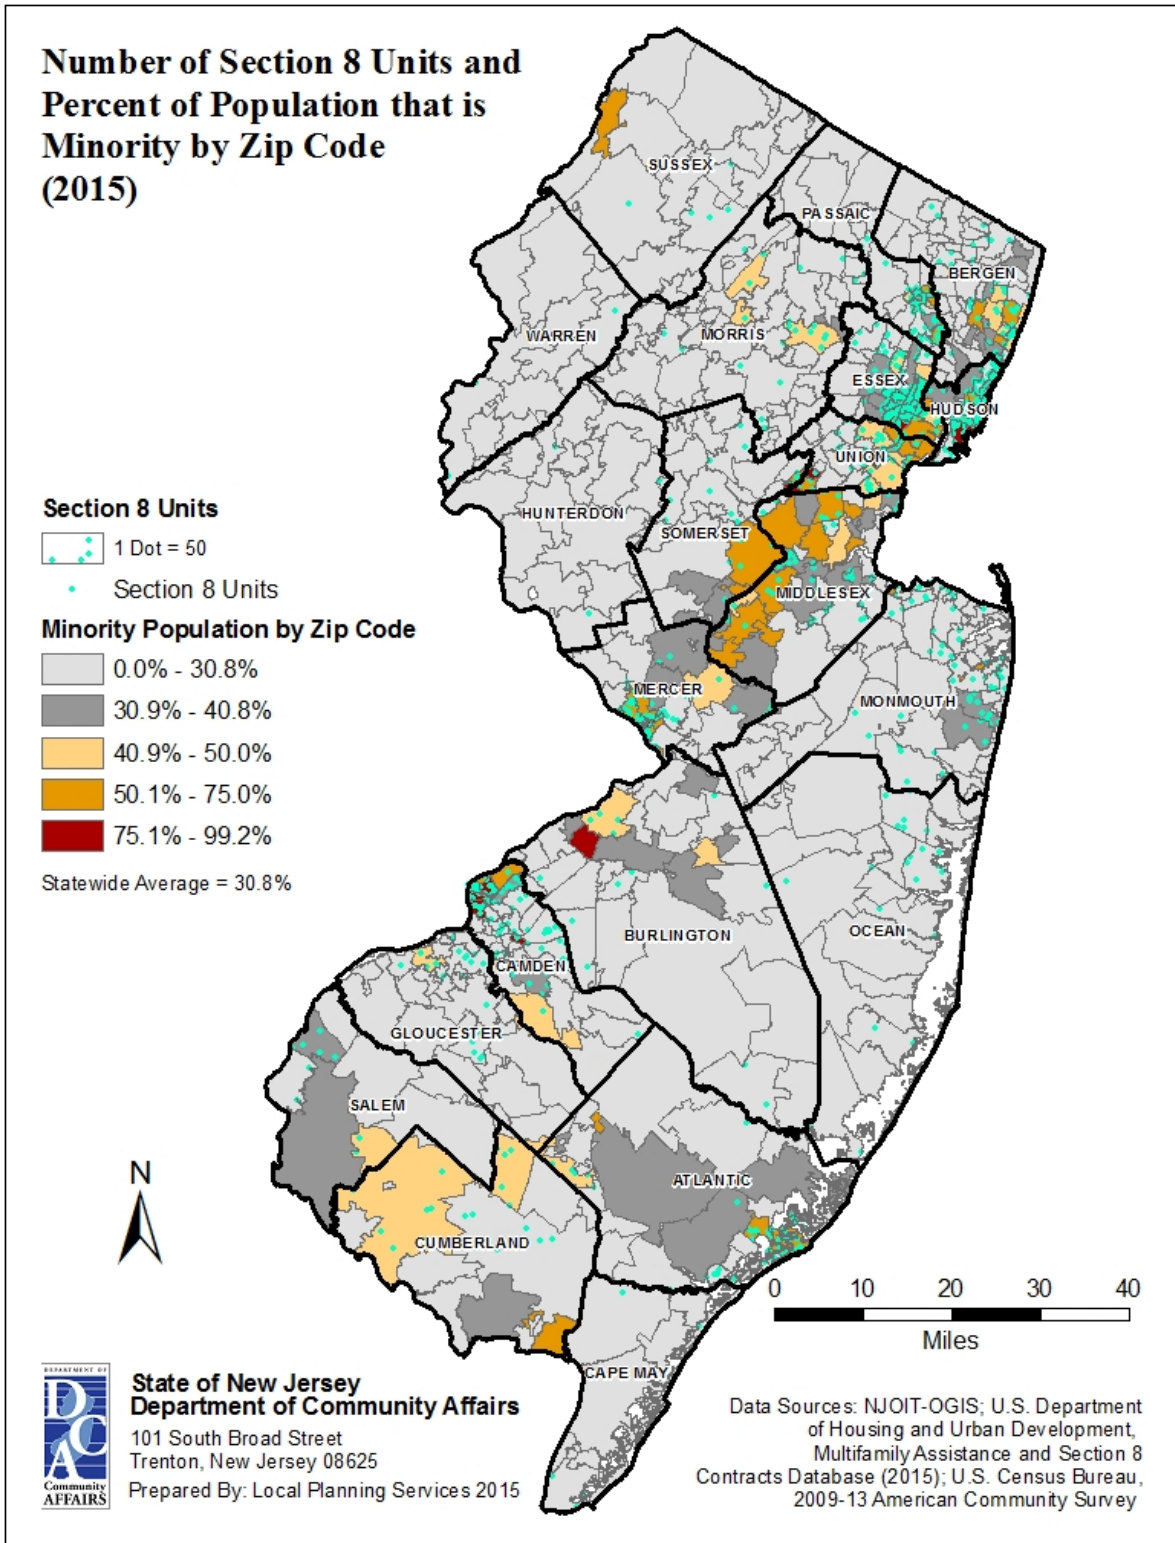 Number of Section 8 Units and
Percent of Population that is
Minority by Zip Code
(2015)
SUSSEX
PASSAIC
BERGEN
WARREN
MORRIS
ESSEX
HUDSON
UNION
HUNTERDON
SOMERSET
MIDDLESEX
MERCER
MONMOUTH
BURLINGTON
OCEAN
CAMDEN
GLOUCESTER
SALEM
ATLANTIC
CUMBERLAND
CAPE MAY
Section 8 Units
1 Dot = 50
Section 8 Units
Minority Population by Zip Code
0.0% - 30.8%
30.9% - 40.8%
40.9% - 50.0%
50.1% - 75.0%
75.1% - 99.2%
Statewide Average = 30.8%
N
0 10 20 30 40
Miles
DEPARTMENT OF
DCA
Community
AFFAIRS
State of New Jersey
Department of Community Affairs
101 South Broad Street
Trenton, New Jersey 08625
Prepared By: Local Planning Services 2015
Data Sources: NJOIT-OGIS; U.S. Department
of Housing and Urban Development,
Multifamily Assistance and Section 8
Contracts Database (2015); U.S. Census Bureau,
2009-13 American Community Survey